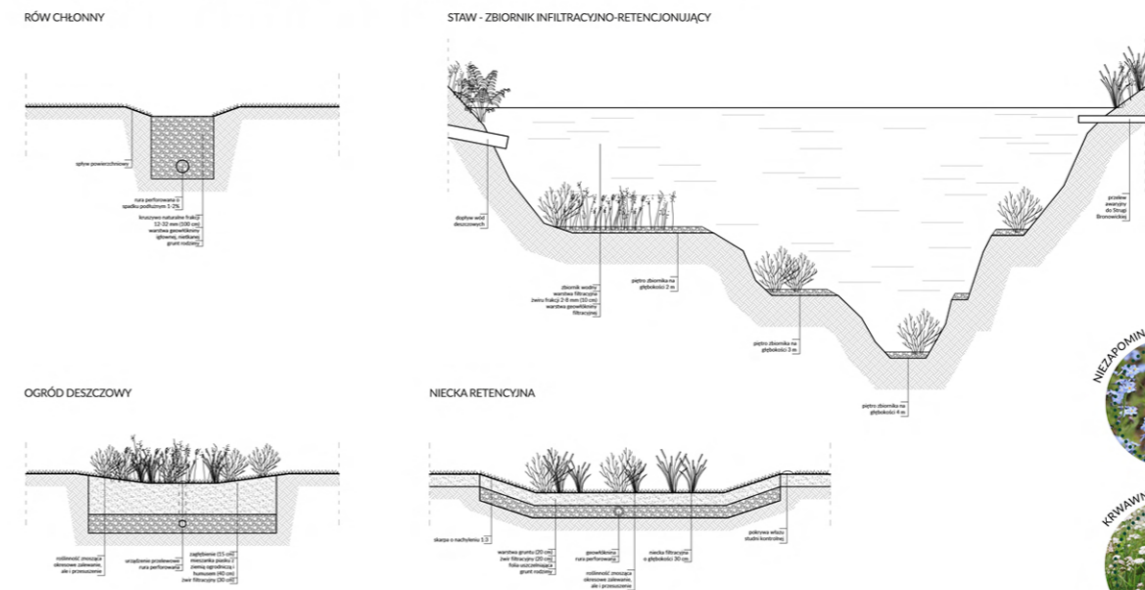 RÓW CHŁONNY
spływ powierzchniowy
rura perforowana o
spadku podłużnym 1-2%
kruszywo naturalne frakcji
12-32 mm (100 cm)
warstwa geowłókniny
igłownej, nietkanej
grunt rodzimy
STAW - ZBIORNIK INFILTRACYJNO-RETENCJONUJĄCY
dopływ wód
deszczowych
zbiornik wodny
warstwa filtracyjna
żwiru frakcji 2-8 mm (10 cm)
warstwa geowłókniny
filtracyjnej
piętro zbiornika na
głębokości 2 m
piętro zbiornika na
głębokości 3 m
piętro zbiornika na
głębokości 4 m
przelew
awaryjny
do Strugi
Bronowickiej
OGRÓD DESZCZOWY
roślinność znosząca
okresowe zalewanie,
ale i przesuszenie
urządzenie przelewowe
rura perforowana
zagłębienie (15 cm)
mieszanka piasku z
ziemią ogrodniczą i
humusem (40 cm)
żwir filtracyjny (30 cm)
NIECKA RETENCYJNA
skarpa o nachyleniu 1:3
warstwa gruntu (20 cm)
żwir filtracyjny (20 cm)
folia uszczelniająca
grunt rodzimy
geowłóknina
rura perforowana
roślinność znosząca
okresowe zalewanie,
ale i przesuszenie
niecka filtracyjna
o głębokości 30 cm
pokrywa włazu
studni kontrolnej
NIEZAPOMIN
KRWAWN